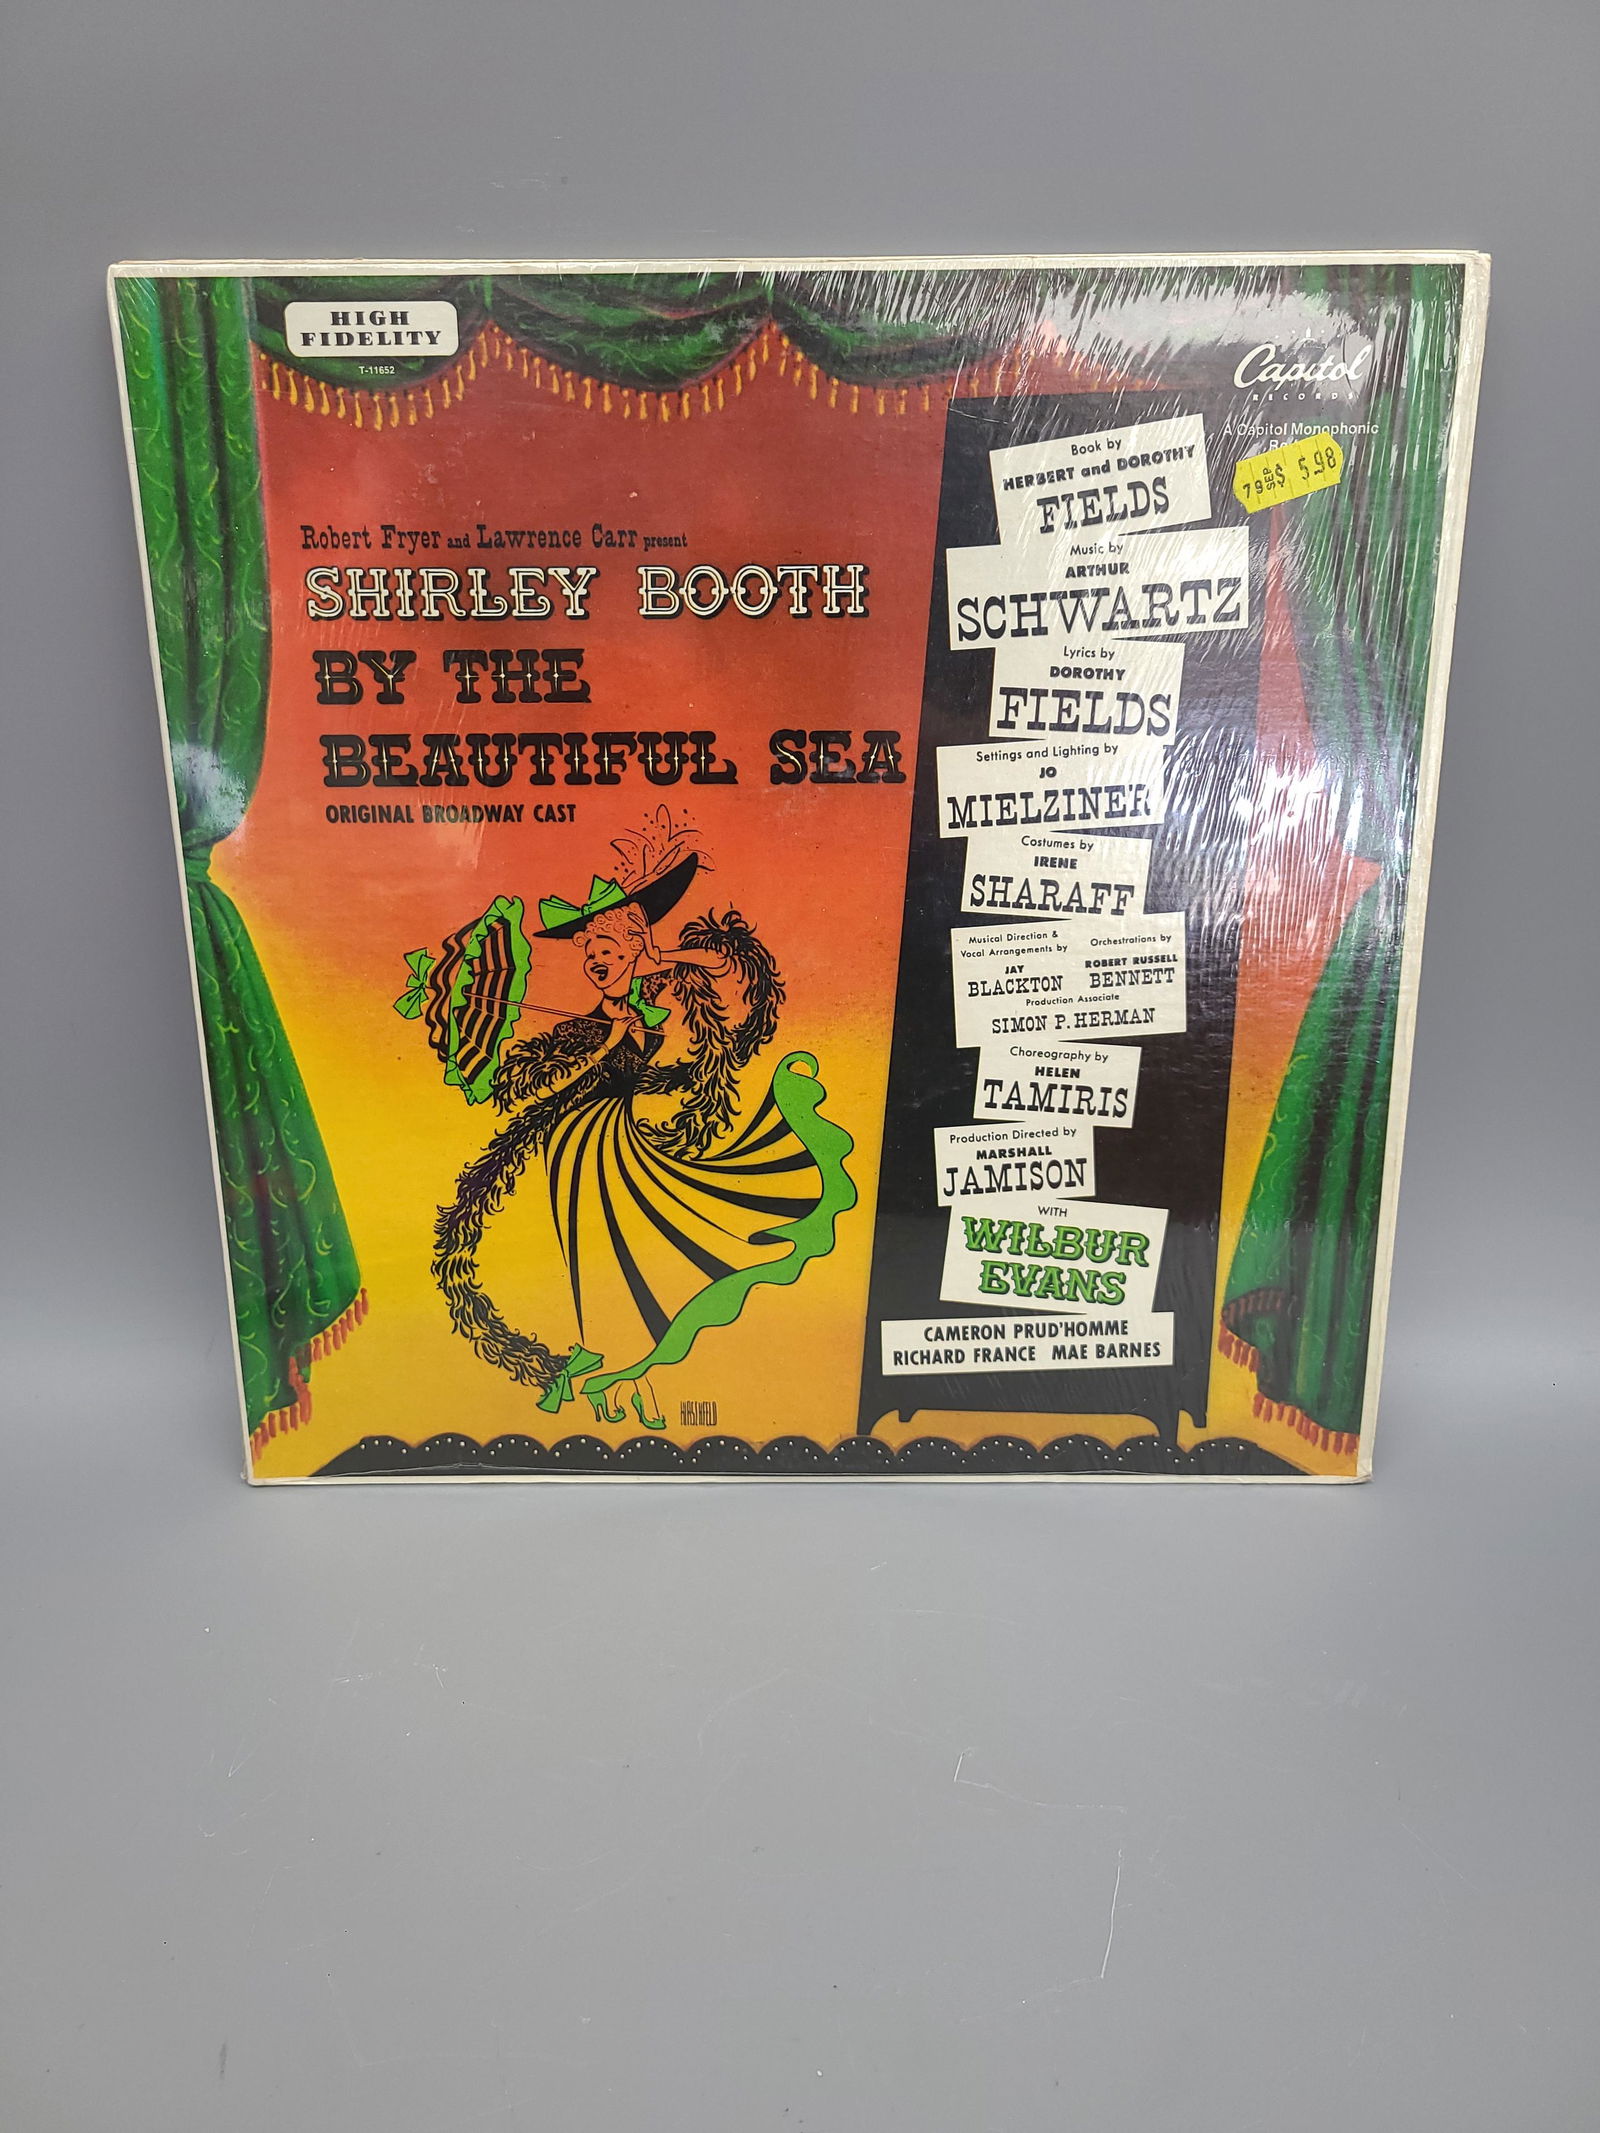 HIGH
FIDELITY
T-11652
Capitol
RECORDS
A Capitol Monophonic
79 SEP $ 5.98
Robert Fryer and Lawrence Carr present
SHIRLEY BOOTH
BY THE
BEAUTIFUL SEA
ORIGINAL BROADWAY CAST
HIRSCHFELD
Book by
HERBERT and DOROTHY
FIELDS
Music by
ARTHUR
SCHWARTZ
Lyrics by
DOROTHY
FIELDS
Settings and Lighting by
JO
MIELZINER
Costumes by
IRENE
SHARAFF
Musical Direction &
Vocal Arrangements by
JAY
BLACKTON
Orchestrations by
ROBERT RUSSELL
BENNETT
Production Associate
SIMON P. HERMAN
Choreography by
HELEN
TAMIRIS
Production Directed by
MARSHALL
JAMISON
WITH
WILBUR
EVANS
CAMERON PRUD'HOMME
RICHARD FRANCE MAE BARNES